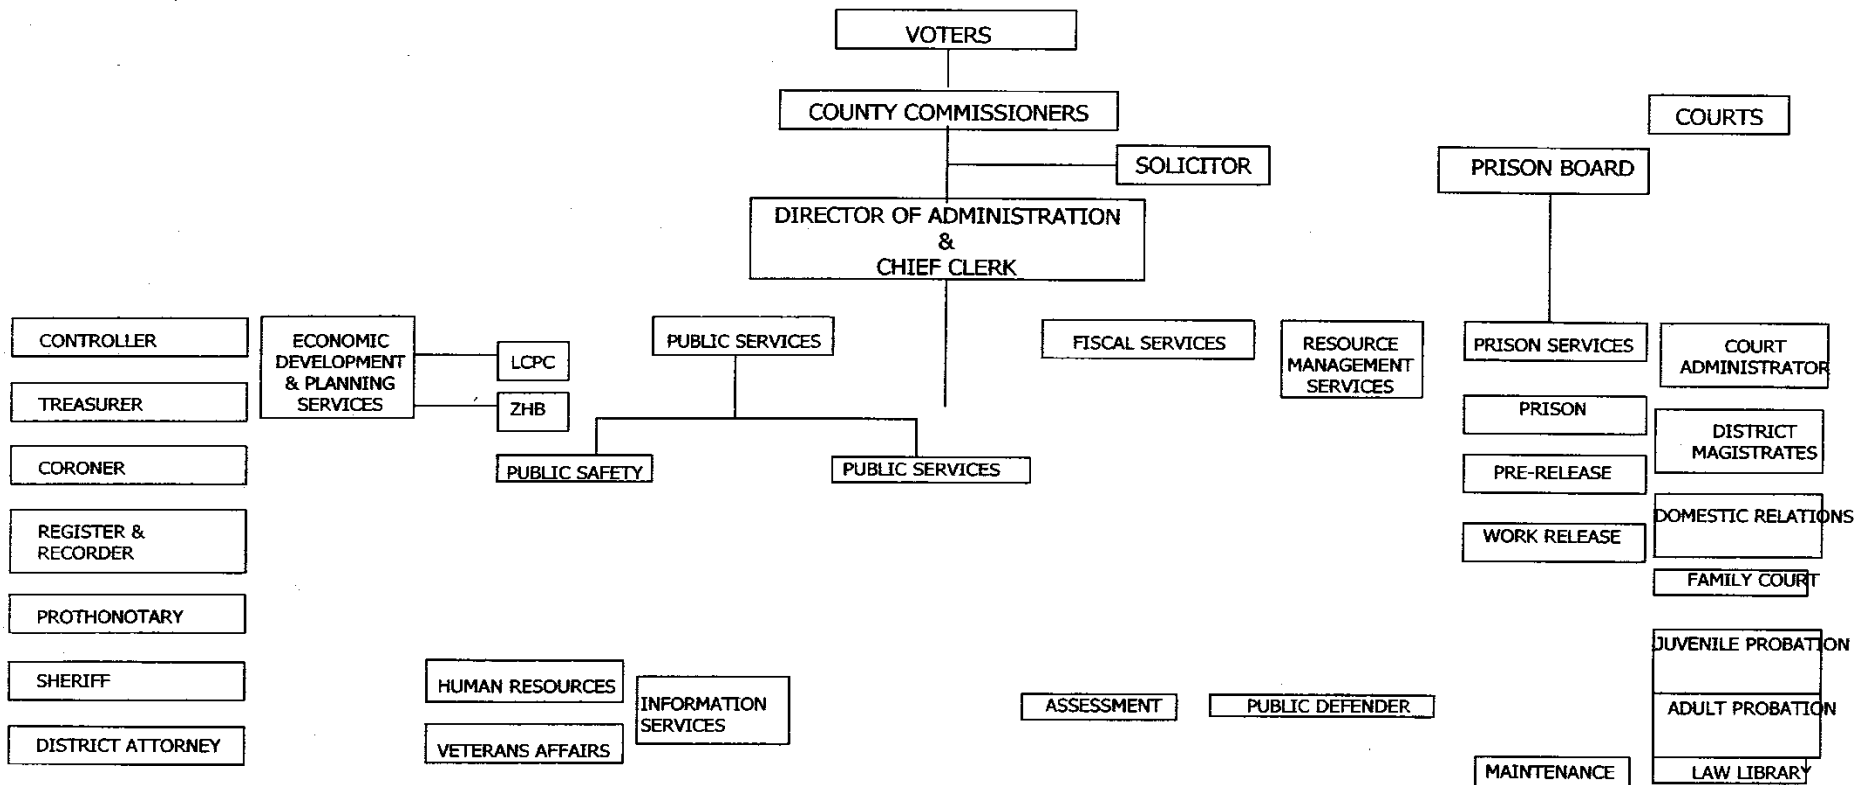 VOTERS
COUNTY COMMISSIONERS
COURTS
SOLICITOR
PRISON BOARD
DIRECTOR OF ADMINISTRATION
&
CHIEF CLERK
CONTROLLER
TREASURER
CORONER
REGISTER &
RECORDER
PROTHONOTARY
SHERIFF
DISTRICT ATTORNEY
ECONOMIC
DEVELOPMENT
& PLANNING
SERVICES
LCPC
ZHB
PUBLIC SERVICES
PUBLIC SAFETY
PUBLIC SERVICES
FISCAL SERVICES
RESOURCE
MANAGEMENT
SERVICES
PRISON SERVICES
PRISON
PRE-RELEASE
WORK RELEASE
COURT
ADMINISTRATOR
DISTRICT
MAGISTRATES
DOMESTIC RELATIONS
FAMILY COURT
JUVENILE PROBATION
ADULT PROBATION
LAW LIBRARY
HUMAN RESOURCES
VETERANS AFFAIRS
INFORMATION
SERVICES
ASSESSMENT
PUBLIC DEFENDER
MAINTENANCE